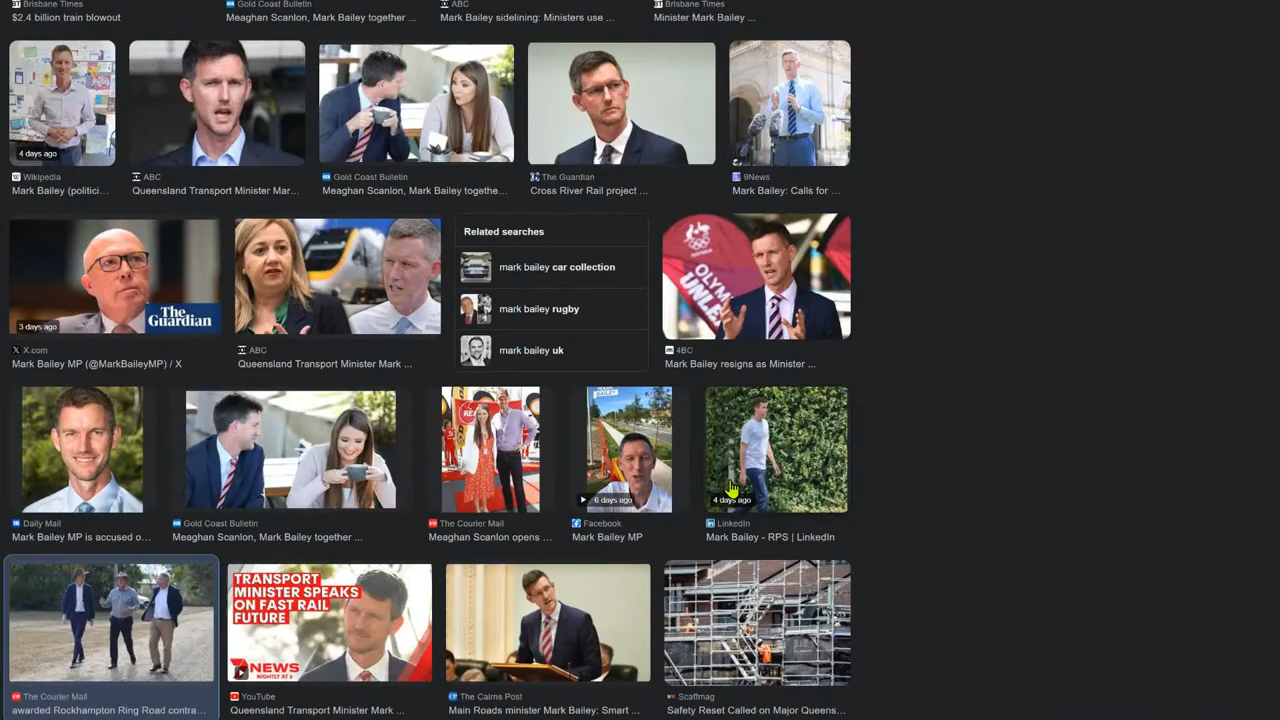 Brisbane Times
$2.4 billion train blowout
Gold Coast Bulletin
Meaghan Scanlon, Mark Bailey together ...
ABC
Mark Bailey sidelining: Ministers use ...
Brisbane Times
Minister Mark Bailey ...
4 days ago
Wikipedia
Mark Bailey (politici...
ABC
Queensland Transport Minister Mar...
Gold Coast Bulletin
Meaghan Scanlon, Mark Bailey togethe...
The Guardian
Cross River Rail project ...
9News
Mark Bailey: Calls for ...
The
Guardian
3 days ago
X.com
Mark Bailey MP (@MarkBaileyMP) / X
ABC
Queensland Transport Minister Mark ...
Related searches
mark bailey car collection
mark bailey rugby
mark bailey uk
OLYM
UNLE
4BC
Mark Bailey resigns as Minister ...
Daily Mail
Mark Bailey MP is accused o...
Gold Coast Bulletin
Meaghan Scanlon, Mark Bailey together ...
REA
The Courier Mail
Meaghan Scanlon opens ...
BAILEY
6 days ago
Facebook
Mark Bailey MP
4 days ago
LinkedIn
Mark Bailey - RPS | LinkedIn
The Courier Mail
awarded Rockhampton Ring Road contra...
TRANSPORT
MINISTER SPEAKS
ON FAST RAIL
FUTURE
7NEWS
NIGHTLY AT 6
YouTube
Queensland Transport Minister Mark ...
The Cairns Post
Main Roads minister Mark Bailey: Smart ...
Scaffmag
Safety Reset Called on Major Queens...